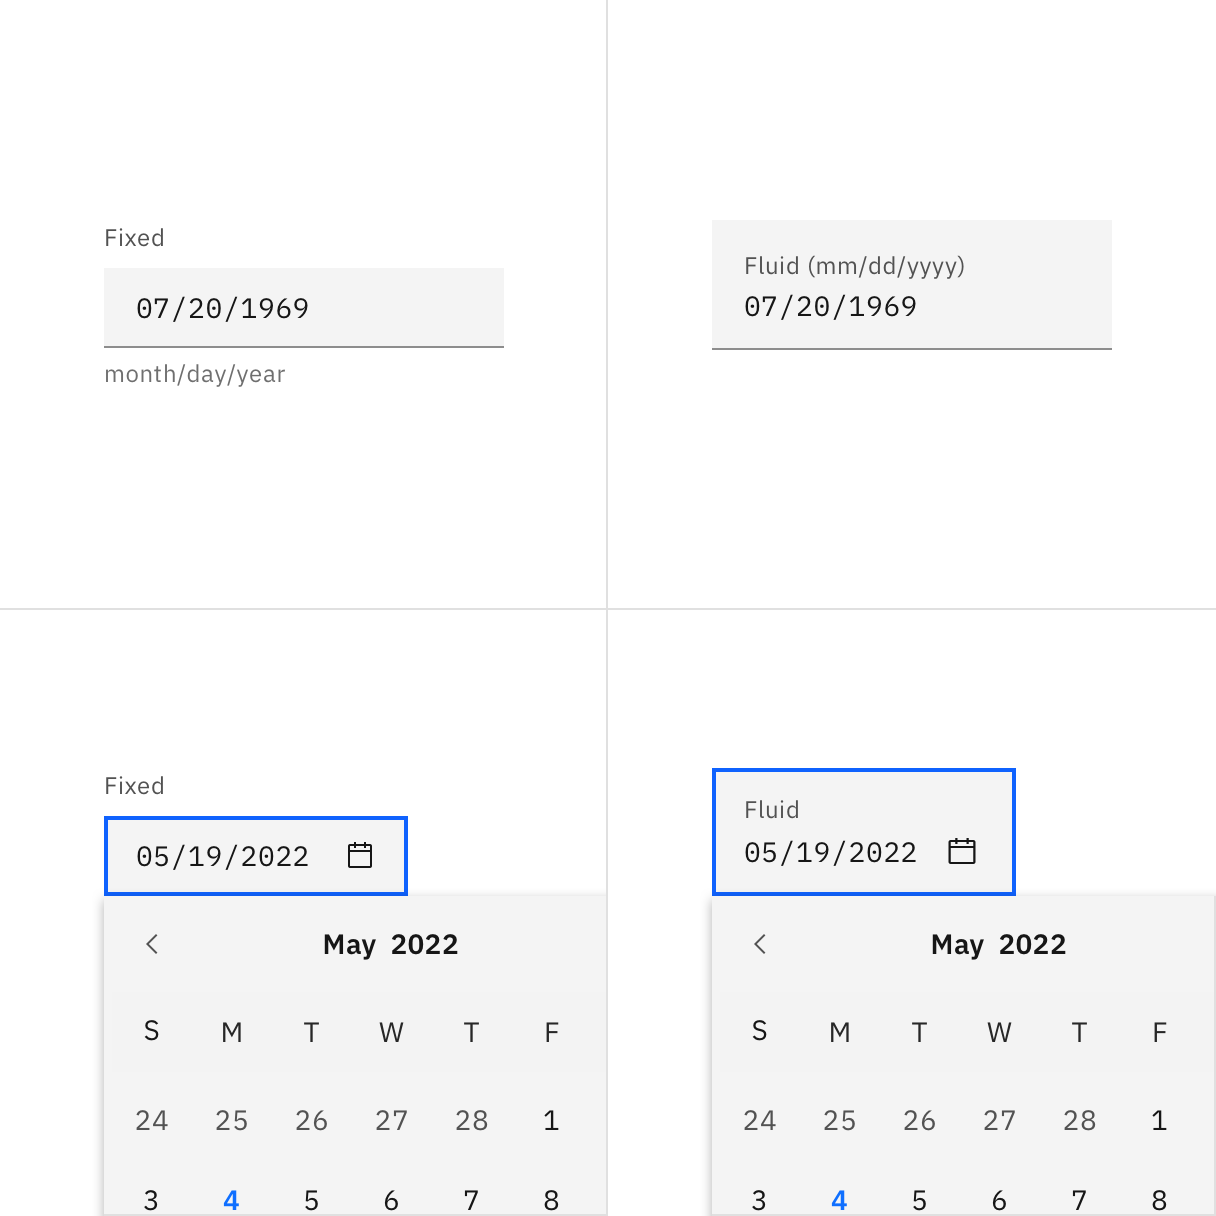 Fixed
07/20/1969
month/day/year
Fluid (mm/dd/yyyy)
07/20/1969
Fixed
05/19/2022
May 2022
S M T W T F
24 25 26 27 28 1
3 4 5 6 7 8
Fluid
05/19/2022
May 2022
S M T W T F
24 25 26 27 28 1
3 4 5 6 7 8